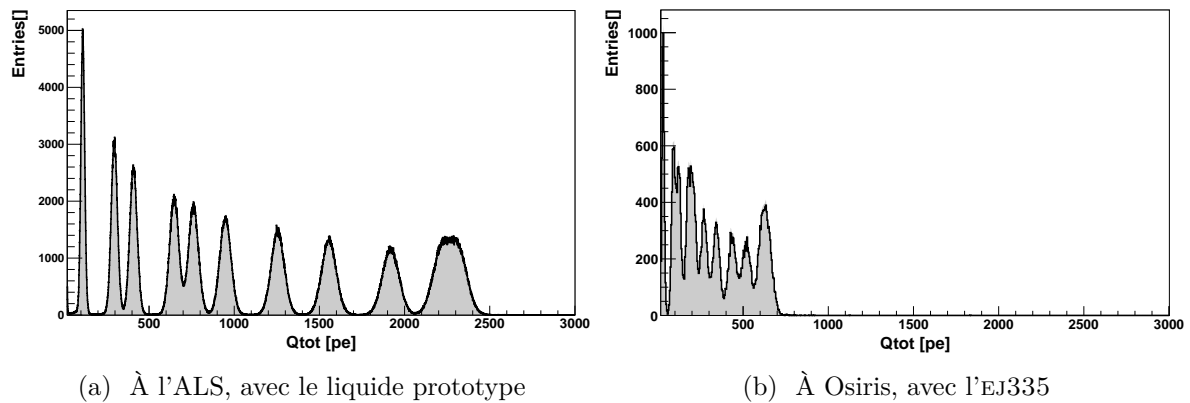 Entries[]
5000
4000
3000
2000
1000
0
500 1000 1500 2000 2500 3000
Qtot [pe]
(a) À l'ALS, avec le liquide prototype
Entries[]
1000
800
600
400
200
0
500 1000 1500 2000 2500 3000
Qtot [pe]
(b) À Osiris, avec l'EJ335